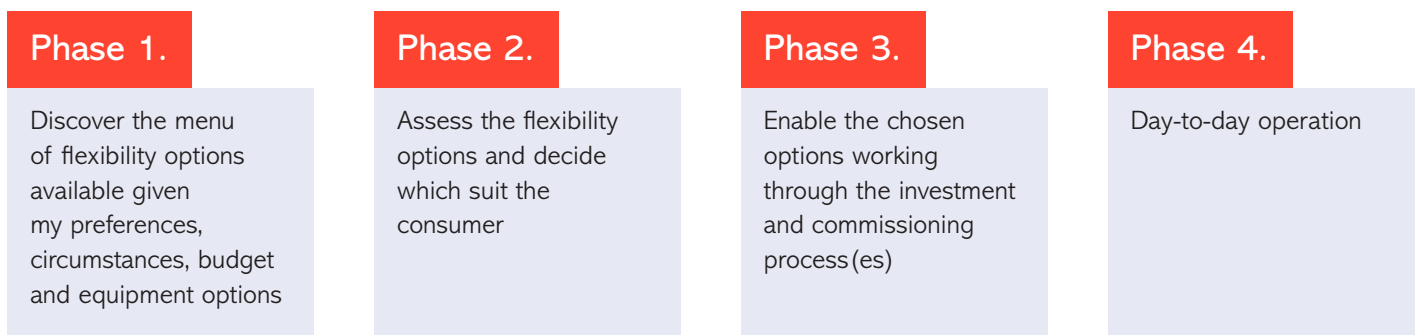 Phase 1.
Discover the menu
of flexibility options
available given
my preferences,
circumstances, budget
and equipment options
Phase 2.
Assess the flexibility
options and decide
which suit the
consumer
Phase 3.
Enable the chosen
options working
through the investment
and commissioning
process(es)
Phase 4.
Day-to-day operation